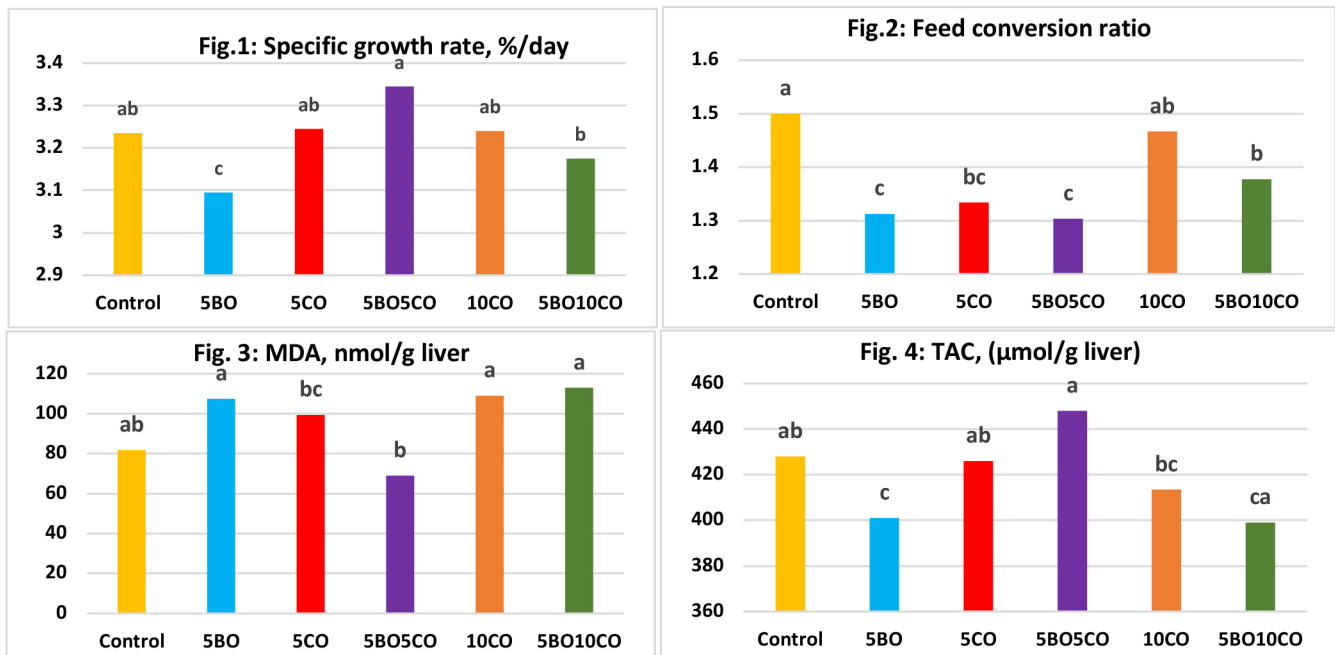 Fig.1: Specific growth rate, %/day
3.4
3.3
3.2
3.1
3
2.9
ab
c
ab
a
ab
b
Control 5BO 5CO 5BO5CO 10CO 5BO10CO
Fig.2: Feed conversion ratio
1.6
1.5
1.4
1.3
1.2
a
c
bc
c
ab
b
Control 5BO 5CO 5BO5CO 10CO 5BO10CO
Fig. 3: MDA, nmol/g liver
120
100
80
60
40
20
0
ab
a
bc
b
a
a
Control 5BO 5CO 5BO5CO 10CO 5BO10CO
Fig. 4: TAC, (μmol/g liver)
460
440
420
400
380
360
ab
c
ab
a
bc
ca
Control 5BO 5CO 5BO5CO 10CO 5BO10CO